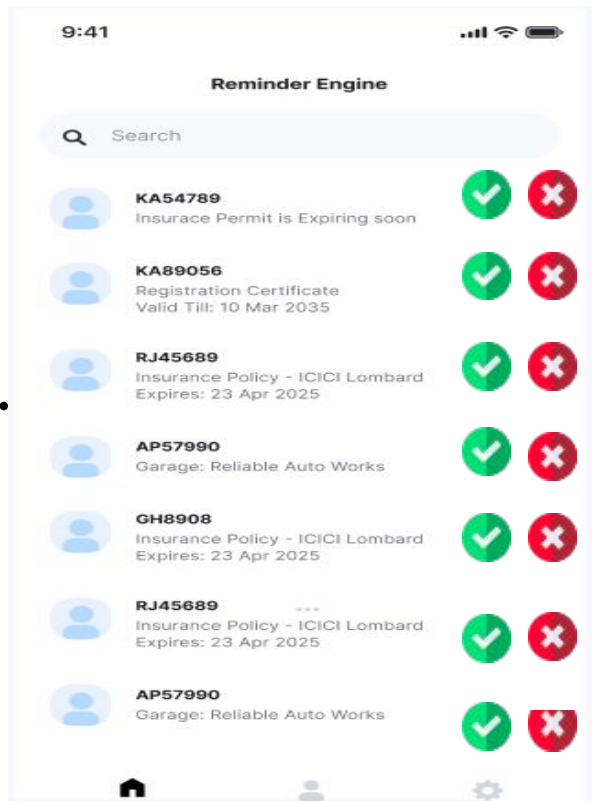 9:41
Reminder Engine
Search
KA54789
Insurace Permit is Expiring soon
KA89056
Registration Certificate
Valid Till: 10 Mar 2035
RJ45689
Insurance Policy - ICICI Lombard
Expires: 23 Apr 2025
AP57990
Garage: Reliable Auto Works
GH8908
Insurance Policy - ICICI Lombard
Expires: 23 Apr 2025
RJ45689
Insurance Policy - ICICI Lombard
Expires: 23 Apr 2025
AP57990
Garage: Reliable Auto Works